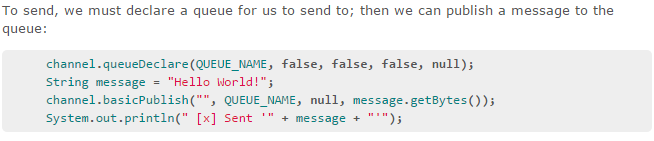 To send, we must declare a queue for us to send to; then we can publish a message to the
queue:
channel.queueDeclare(QUEUE_NAME, false, false, false, null);
String message = "Hello World!";
channel.basicPublish("", QUEUE_NAME, null, message.getBytes());
System.out.println(" [x] Sent '" + message + "'");